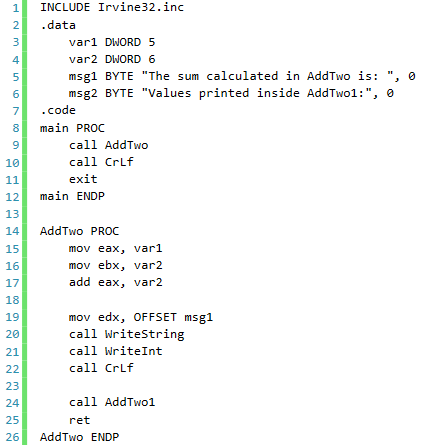 1 INCLUDE Irvine32.inc
2 .data
3     var1 DWORD 5
4     var2 DWORD 6
5     msg1 BYTE "The sum calculated in AddTwo is: ", 0
6     msg2 BYTE "Values printed inside AddTwo1:", 0
7 .code
8 main PROC
9     call AddTwo
10     call CrLf
11     exit
12 main ENDP
13
14 AddTwo PROC
15     mov eax, var1
16     mov ebx, var2
17     add eax, var2
18
19     mov edx, OFFSET msg1
20     call WriteString
21     call WriteInt
22     call CrLf
23
24     call AddTwo1
25     ret
26 AddTwo ENDP